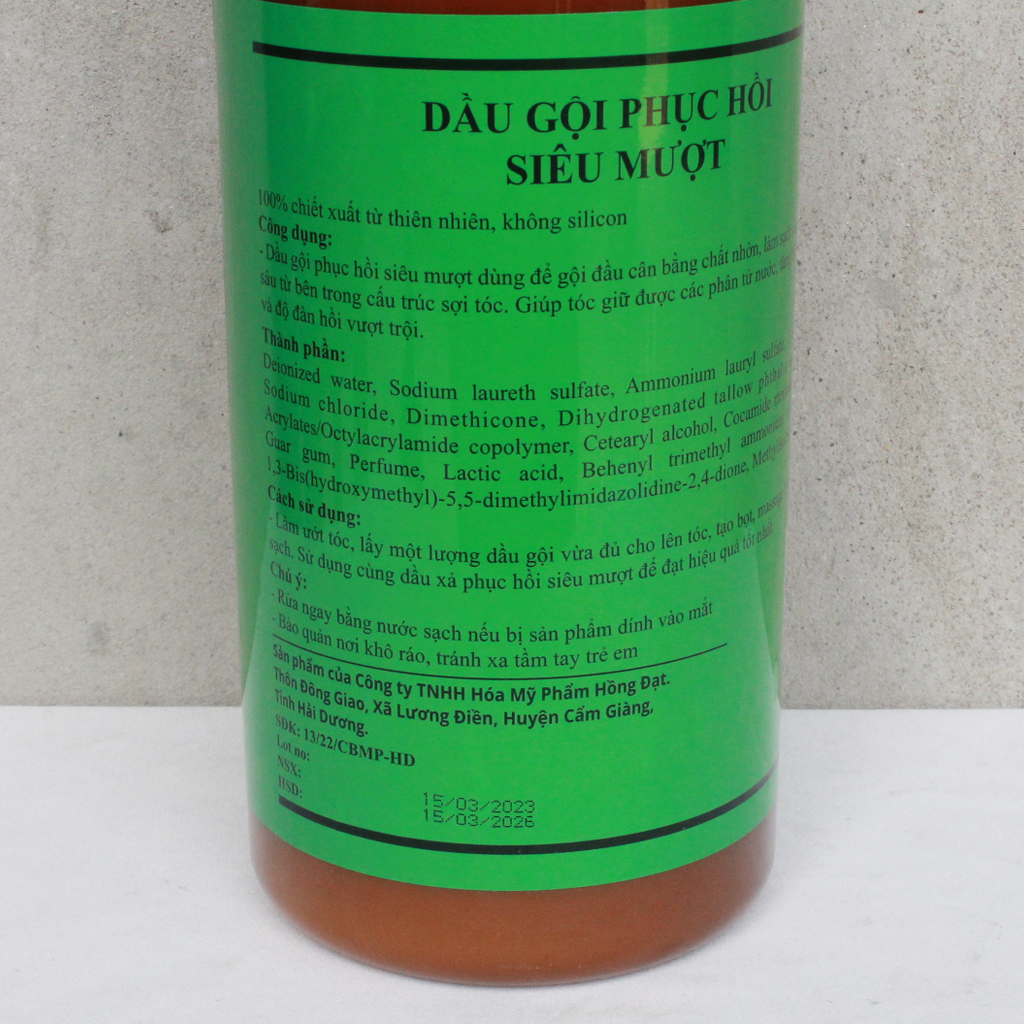 DẦU GỘI PHỤC HỒI
SIÊU MƯỢT
100% chiết xuất từ thiên nhiên, không silicon
Công dụng:
- Dầu gội phục hồi siêu mượt dùng để gội đầu cân bằng chất nhờn, làm sạch
sâu từ bên trong cấu trúc sợi tóc. Giúp tóc giữ được các phân tử nước,
và độ đàn hồi vượt trội.
Thành phần:
Deionized water, Sodium laureth sulfate, Ammonium lauryl sulfate,
Sodium chloride, Dimethicone, Dihydrogenated tallow
Acrylates/Octylacrylamide copolymer, Cetearyl alcohol, Cocamide
Guar gum, Perfume, Lactic acid, Behenyl trimethyl
1,3-Bis(hydroxymethyl)-5,5-dimethylimidazolidine-2,4-dione,
Cách sử dụng:
- Làm ướt tóc, lấy một lượng dầu gội vừa đủ cho lên tóc, tạo bọt, massage
sạch. Sử dụng cùng dầu xả phục hồi siêu mượt để đạt hiệu quả tốt nhất.
Chú ý:
- Rửa ngay bằng nước sạch nếu bị sản phẩm dính vào mắt
- Bảo quản nơi khô ráo, tránh xa tầm tay trẻ em
Sản phẩm của Công ty TNHH Hóa Mỹ Phẩm Hồng Đạt.
Thôn Đông Giao, Xã Lương Điền, Huyện Cẩm Giàng,
Tỉnh Hải Dương.
SĐK: 13/22/CBMP-HD
Lot no:
NSX:
HSD:
15/03/2023
15/03/2026